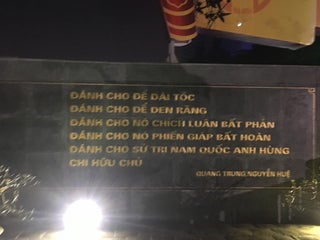 ĐÁNH CHO ĐỂ DÀI TÓC
ĐÁNH CHO ĐỂ ĐEN RĂNG
ĐÁNH CHO NÓ CHÍCH LUÂN BẤT PHẢN
ĐÁNH CHO NÓ PHIẾN GIÁP BẤT HOÀN
ĐÁNH CHO SỬ TRI NAM QUỐC ANH HÙNG
CHI HỮU CHỦ
QUANG TRUNG NGUYỄN HUỆ